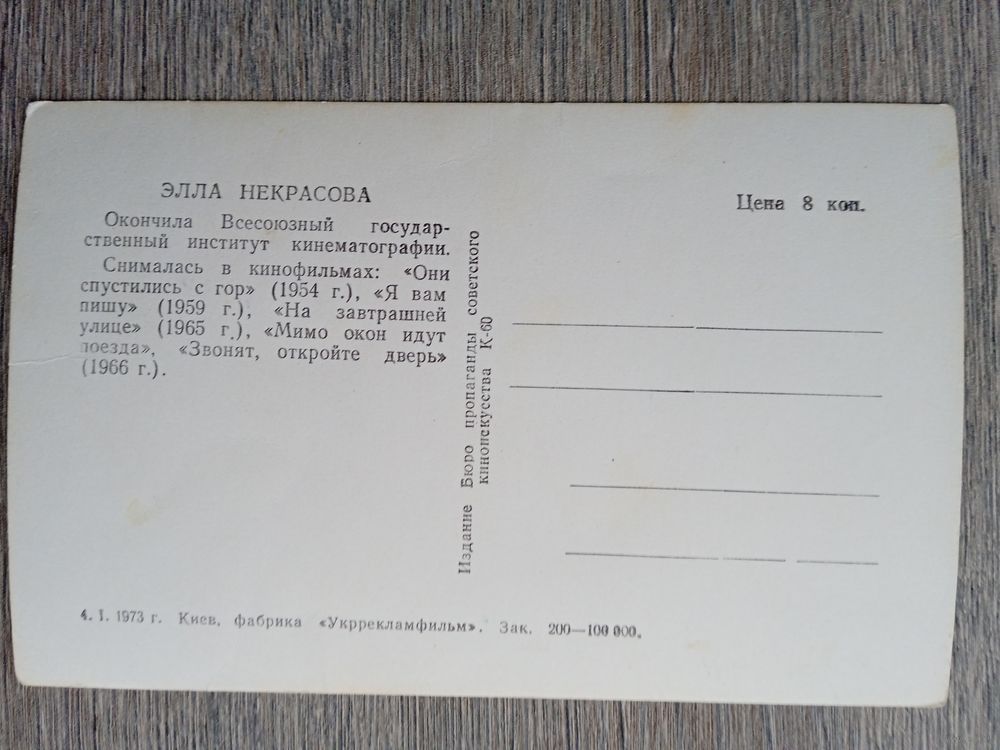 ЭЛЛА НЕКРАСОВА
Окончила Всесоюзный государ-
ственный институт кинематографии.
Снималась в кинофильмах: «Они
спустились с гор» (1954 г.), «Я вам
пишу» (1959 г.), «На завтрашней
улице» (1965 г.), «Мимо окон идут
поезда», «Звонят, откройте дверь»
(1966 г.).
Издание Бюро пропаганды советского
киноискусства К-60
Цена 8 коп.
4. I. 1973 г. Киев, фабрика «Укррекламфильм». Зак. 200—100 000.